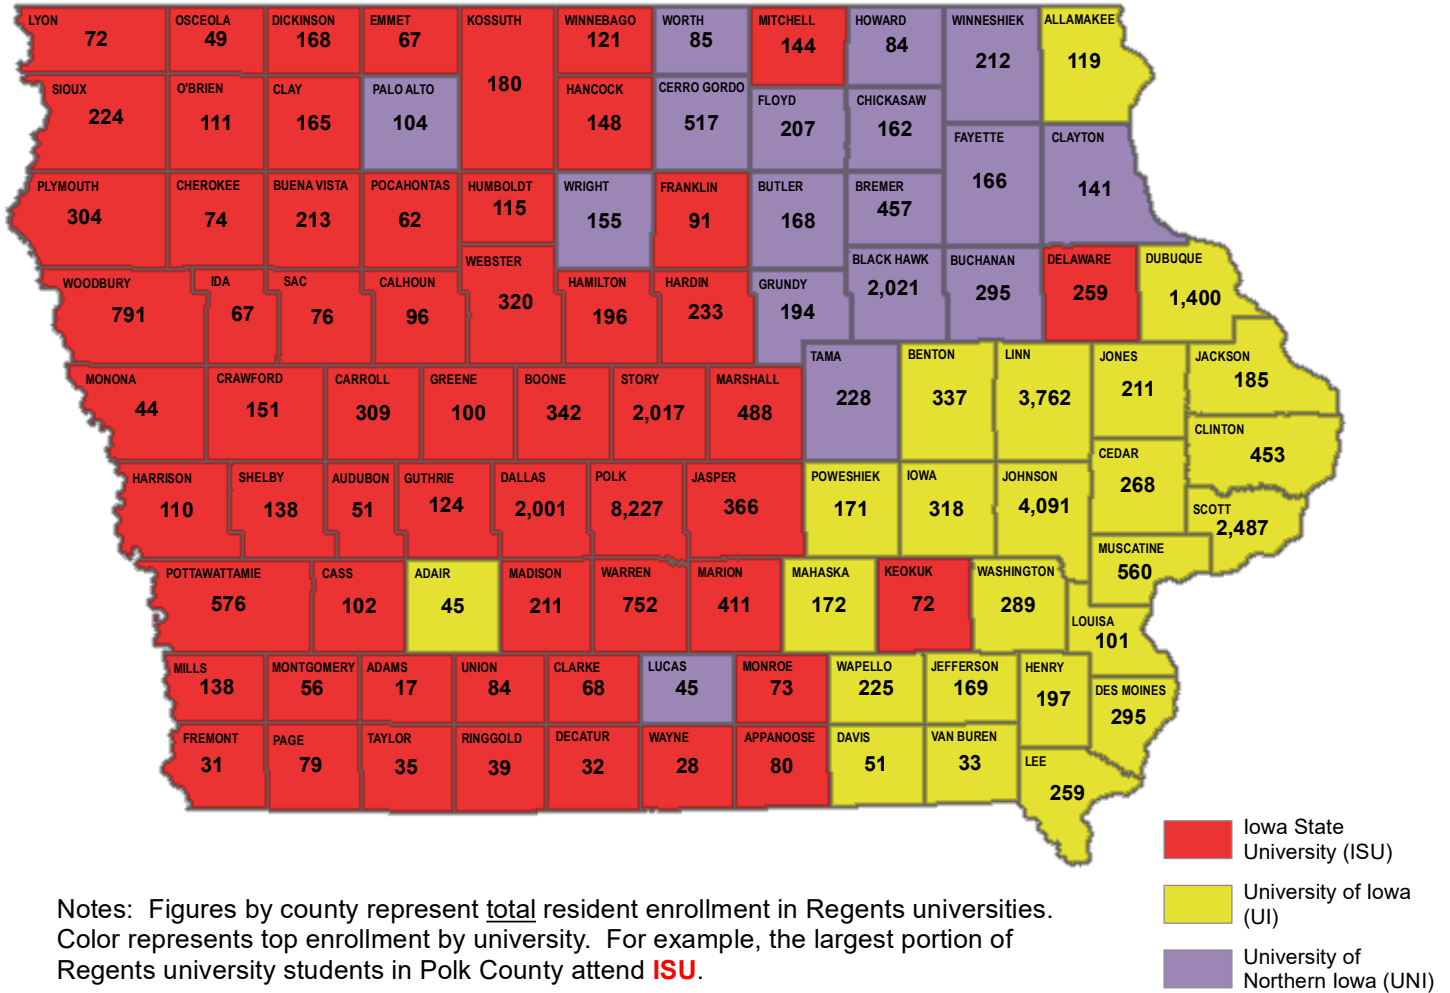 LYON
72
OSCEOLA
49
DICKINSON
168
EMMET
67
KOSSUTH
180
WINNEBAGO
121
WORTH
85
MITCHELL
144
HOWARD
84
WINNESHIEK
212
ALLAMAKEE
119
SIOUX
224
O'BRIEN
111
CLAY
165
PALO ALTO
104
HANCOCK
148
CERRO GORDO
517
FLOYD
207
CHICKASAW
162
FAYETTE
166
CLAYTON
141
PLYMOUTH
304
CHEROKEE
74
BUENA VISTA
213
POCAHONTAS
62
HUMBOLDT
115
WRIGHT
155
FRANKLIN
91
BUTLER
168
BREMER
457
WOODBURY
791
IDA
67
SAC
76
CALHOUN
96
WEBSTER
320
HAMILTON
196
HARDIN
233
GRUNDY
194
BLACK HAWK
2,021
BUCHANAN
295
DELAWARE
259
DUBUQUE
1,400
MONONA
44
CRAWFORD
151
CARROLL
309
GREENE
100
BOONE
342
STORY
2,017
MARSHALL
488
TAMA
228
BENTON
337
LINN
3,762
JONES
211
JACKSON
185
CLINTON
453
HARRISON
110
SHELBY
138
AUDUBON
51
GUTHRIE
124
DALLAS
2,001
POLK
8,227
JASPER
366
POWESHIEK
171
IOWA
318
JOHNSON
4,091
CEDAR
268
SCOTT
2,487
POTTAWATTAMIE
576
CASS
102
ADAIR
45
MADISON
211
WARREN
752
MARION
411
MAHASKA
172
KEOKUK
72
WASHINGTON
289
MUSCATINE
560
LOUISA
101
MILLS
138
MONTGOMERY
56
ADAMS
17
UNION
84
CLARKE
68
LUCAS
45
MONROE
73
WAPELLO
225
JEFFERSON
169
HENRY
197
DES MOINES
295
FREMONT
31
PAGE
79
TAYLOR
35
RINGGOLD
39
DECATUR
32
WAYNE
28
APPANOOSE
80
DAVIS
51
VAN BUREN
33
LEE
259
Iowa State
University (ISU)
University of Iowa
(UI)
University of
Northern Iowa (UNI)
Notes:  Figures by county represent total resident enrollment in Regents universities.
Color represents top enrollment by university.  For example, the largest portion of
Regents university students in Polk County attend ISU.